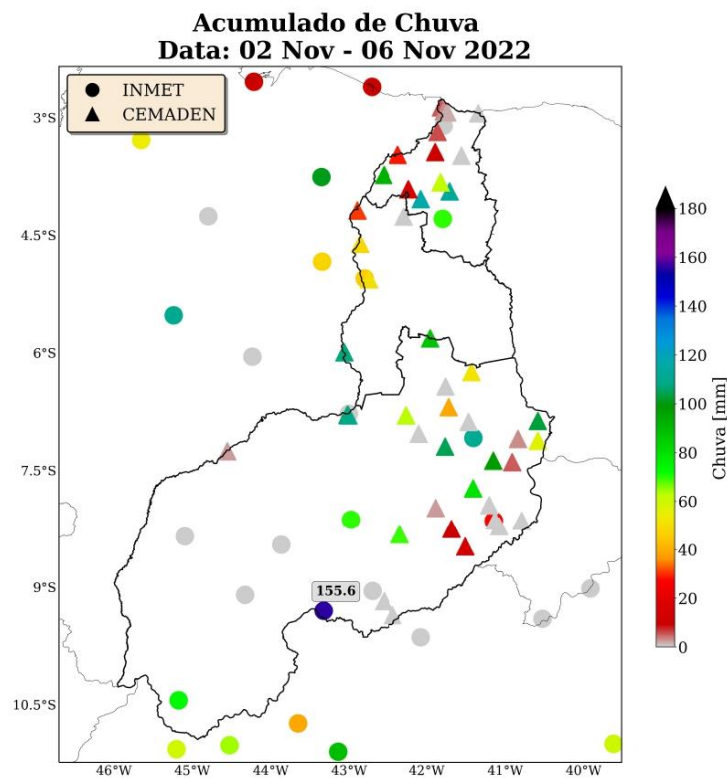 Acumulado de Chuva
Data: 02 Nov - 06 Nov 2022
INMET
CEMADEN
3°S
4.5°S
6°S
7.5°S
9°S
10.5°S
155.6
46°W
45°W
44°W
43°W
42°W
41°W
40°W
180
160
140
120
100
80
60
40
20
0
Chuva [mm]